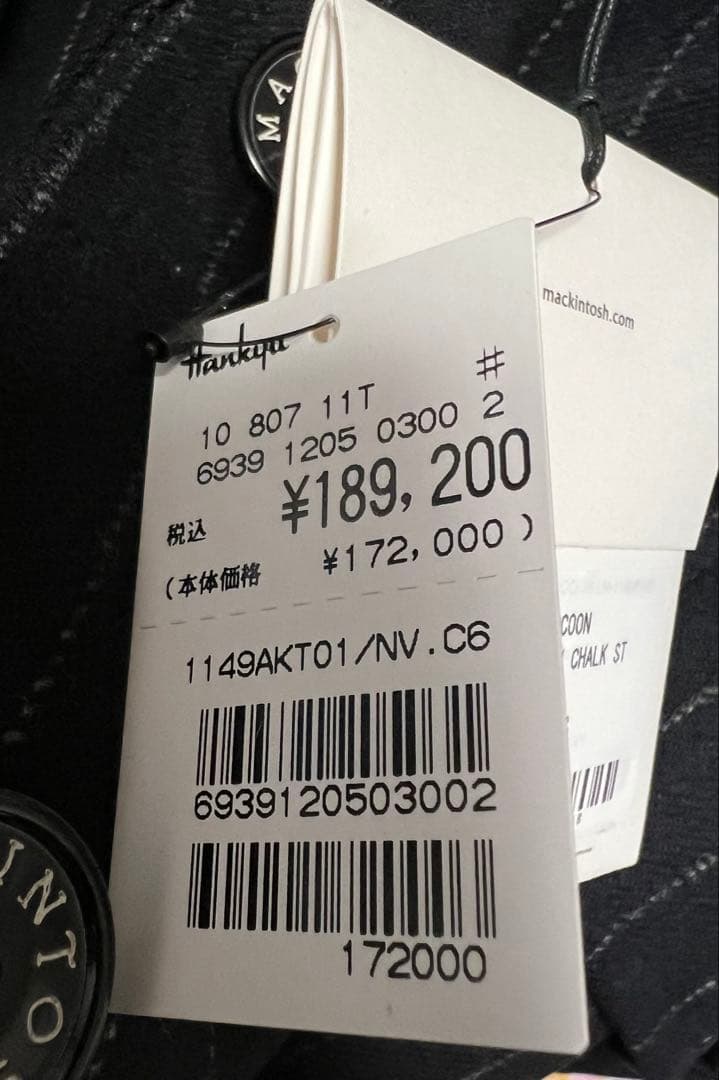 MA
mackintosh.com
Hankyu
10 807 11T #
6939 1205 0300 2
税込 ¥189,200
(本体価格 ¥172,000)
1149AKT01/NV.C6
6939120503002
172000
COON
CHALK ST
8
INTO